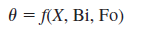 θ = f(X, Bi, Fo)